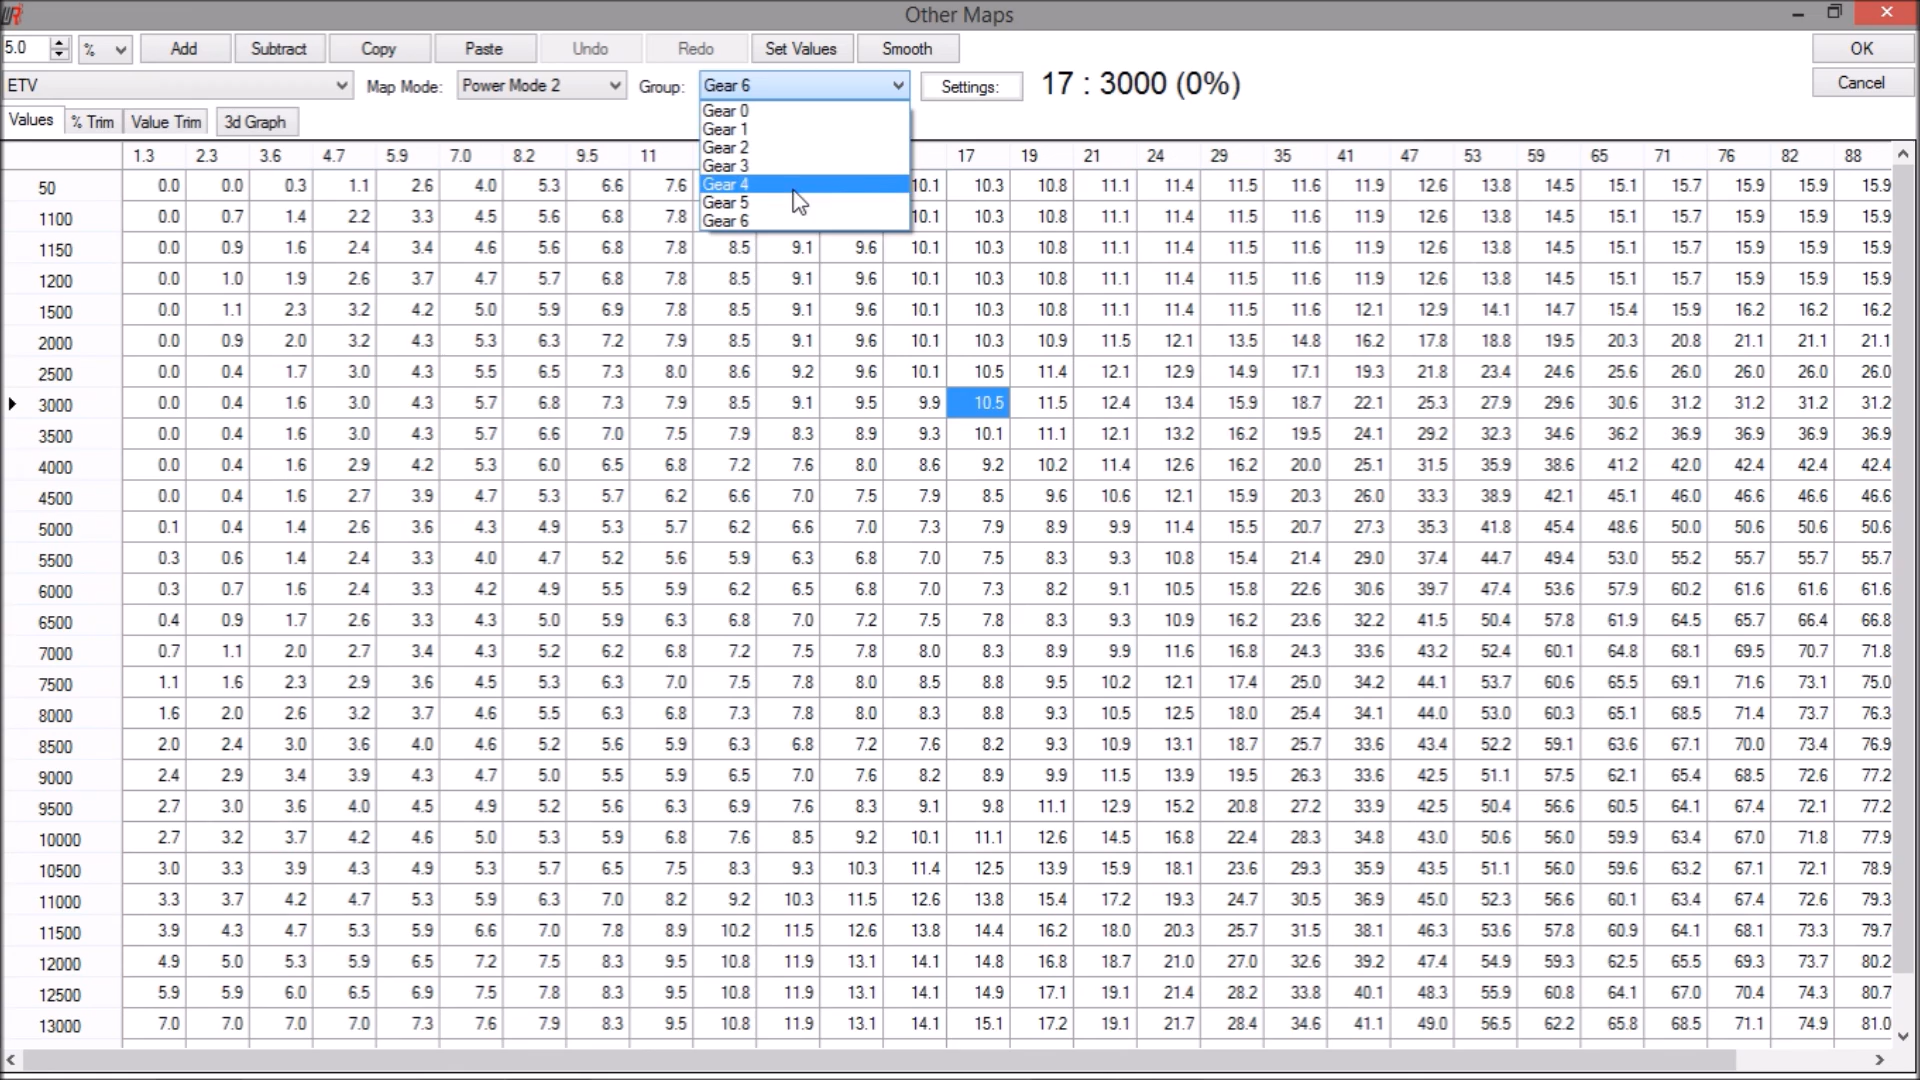 Other Maps
5.0 % Add Subtract Copy Paste Undo Redo Set Values Smooth OK
ETV Map Mode: Power Mode 2 Group: Gear 6 Settings: 17 : 3000 (0%) Cancel
Values % Trim Value Trim 3d Graph
Gear 0
Gear 1
Gear 2
Gear 3
Gear 4
Gear 5
Gear 6
1.3 2.3 3.6 4.7 5.9 7.0 8.2 9.5 11 17 19 21 24 29 35 41 47 53 59 65 71 76 82 88
50 0.0 0.0 0.3 1.1 2.6 4.0 5.3 6.6 7.6 10.1 10.3 10.8 11.1 11.4 11.5 11.6 11.9 12.6 13.8 14.5 15.1 15.7 15.9 15.9 15.9
1100 0.0 0.7 1.4 2.2 3.3 4.5 5.6 6.8 7.8 10.1 10.3 10.8 11.1 11.4 11.5 11.6 11.9 12.6 13.8 14.5 15.1 15.7 15.9 15.9 15.9
1150 0.0 0.9 1.6 2.4 3.4 4.6 5.6 6.8 7.8 8.5 9.1 9.6 10.1 10.3 10.8 11.1 11.4 11.5 11.6 11.9 12.6 13.8 14.5 15.1 15.7 15.9 15.9 15.9
1200 0.0 1.0 1.9 2.6 3.7 4.7 5.7 6.8 7.8 8.5 9.1 9.6 10.1 10.3 10.8 11.1 11.4 11.5 11.6 11.9 12.6 13.8 14.5 15.1 15.7 15.9 15.9 15.9
1500 0.0 1.1 2.3 3.2 4.2 5.0 5.9 6.9 7.8 8.5 9.1 9.6 10.1 10.3 10.8 11.1 11.4 11.5 11.6 12.1 12.9 14.1 14.7 15.4 15.9 16.2 16.2 16.2
2000 0.0 0.9 2.0 3.2 4.3 5.3 6.3 7.2 7.9 8.5 9.1 9.6 10.1 10.3 10.9 11.5 12.1 13.5 14.8 16.2 17.8 18.8 19.5 20.3 20.8 21.1 21.1 21.1
2500 0.0 0.4 1.7 3.0 4.3 5.5 6.5 7.3 8.0 8.6 9.2 9.6 10.1 10.5 11.4 12.1 12.9 14.9 17.1 19.3 21.8 23.4 24.6 25.6 26.0 26.0 26.0 26.0
3000 0.0 0.4 1.6 3.0 4.3 5.7 6.8 7.3 7.9 8.5 9.1 9.5 9.9 10.5 11.5 12.4 13.4 15.9 18.7 22.1 25.3 27.9 29.6 30.6 31.2 31.2 31.2 31.2
3500 0.0 0.4 1.6 3.0 4.3 5.7 6.6 7.0 7.5 7.9 8.3 8.9 9.3 10.1 11.1 12.1 13.2 16.2 19.5 24.1 29.2 32.3 34.6 36.2 36.9 36.9 36.9 36.9
4000 0.0 0.4 1.6 2.9 4.2 5.3 6.0 6.5 6.8 7.2 7.6 8.0 8.6 9.2 10.2 11.4 12.6 16.2 20.0 25.1 31.5 35.9 38.6 41.2 42.0 42.4 42.4 42.4
4500 0.0 0.4 1.6 2.7 3.9 4.7 5.3 5.7 6.2 6.6 7.0 7.5 7.9 8.5 9.6 10.6 12.1 15.9 20.3 26.0 33.3 38.9 42.1 45.1 46.0 46.6 46.6 46.6
5000 0.1 0.4 1.4 2.6 3.6 4.3 4.9 5.3 5.7 6.2 6.6 7.0 7.3 7.9 8.9 9.9 11.4 15.5 20.7 27.3 35.3 41.8 45.4 48.6 50.0 50.6 50.6 50.6
5500 0.3 0.6 1.4 2.4 3.3 4.0 4.7 5.2 5.6 5.9 6.3 6.8 7.0 7.5 8.3 9.3 10.8 15.4 21.4 29.0 37.4 44.7 49.4 53.0 55.2 55.7 55.7 55.7
6000 0.3 0.7 1.6 2.4 3.3 4.2 4.9 5.5 5.9 6.2 6.5 6.8 7.0 7.3 8.2 9.1 10.5 15.8 22.6 30.6 39.7 47.4 53.6 57.9 60.2 61.6 61.6 61.6
6500 0.4 0.9 1.7 2.6 3.3 4.3 5.0 5.9 6.3 6.8 7.0 7.2 7.5 7.8 8.3 9.3 10.9 16.2 23.6 32.2 41.5 50.4 57.8 61.9 64.5 65.7 66.4 66.8
7000 0.7 1.1 2.0 2.7 3.4 4.3 5.2 6.2 6.8 7.2 7.5 7.8 8.0 8.3 8.9 9.9 11.6 16.8 24.3 33.6 43.2 52.4 60.1 64.8 68.1 69.5 70.7 71.8
7500 1.1 1.6 2.3 2.9 3.6 4.5 5.3 6.3 7.0 7.5 7.8 8.0 8.5 8.8 9.5 10.2 12.1 17.4 25.0 34.2 44.1 53.7 60.6 65.5 69.1 71.6 73.1 75.0
8000 1.6 2.0 2.6 3.2 3.7 4.6 5.5 6.3 6.8 7.3 7.8 8.0 8.3 8.8 9.3 10.5 12.5 18.0 25.4 34.1 44.0 53.0 60.3 65.1 68.5 71.4 73.7 76.3
8500 2.0 2.4 3.0 3.6 4.0 4.6 5.2 5.6 5.9 6.3 6.8 7.2 7.6 8.2 9.3 10.9 13.1 18.7 25.7 33.6 43.4 52.2 59.1 63.6 67.1 70.0 73.4 76.9
9000 2.4 2.9 3.4 3.9 4.3 4.7 5.0 5.5 5.9 6.5 7.0 7.6 8.2 8.9 9.9 11.5 13.9 19.5 26.3 33.6 42.5 51.1 57.5 62.1 65.4 68.5 72.6 77.2
9500 2.7 3.0 3.6 4.0 4.5 4.9 5.2 5.6 6.3 6.9 7.6 8.3 9.1 9.8 11.1 12.9 15.2 20.8 27.2 33.9 42.5 50.4 56.6 60.5 64.1 67.4 72.1 77.2
10000 2.7 3.2 3.7 4.2 4.6 5.0 5.3 5.9 6.8 7.6 8.5 9.2 10.1 11.1 12.6 14.5 16.8 22.4 28.3 34.8 43.0 50.6 56.0 59.9 63.4 67.0 71.8 77.9
10500 3.0 3.3 3.9 4.3 4.9 5.3 5.7 6.5 7.5 8.3 9.3 10.3 11.4 12.5 13.9 15.9 18.1 23.6 29.3 35.9 43.5 51.1 56.0 59.6 63.2 67.1 72.1 78.9
11000 3.3 3.7 4.2 4.7 5.3 5.9 6.3 7.0 8.2 9.2 10.3 11.5 12.6 13.8 15.4 17.2 19.3 24.7 30.5 36.9 45.0 52.3 56.6 60.1 63.4 67.4 72.6 79.3
11500 3.9 4.3 4.7 5.3 5.9 6.6 7.0 7.8 8.9 10.2 11.5 12.6 13.8 14.4 16.2 18.0 20.3 25.7 31.5 38.1 46.3 53.6 57.8 60.9 64.1 68.1 73.3 79.7
12000 4.9 5.0 5.3 5.9 6.5 7.2 7.5 8.3 9.5 10.8 11.9 13.1 14.1 14.8 16.8 18.7 21.0 27.0 32.6 39.2 47.4 54.9 59.3 62.5 65.5 69.3 73.7 80.2
12500 5.9 5.9 6.0 6.5 6.9 7.5 7.8 8.3 9.5 10.8 11.9 13.1 14.1 14.9 17.1 19.1 21.4 28.2 33.8 40.1 48.3 55.9 60.8 64.1 67.0 70.4 74.3 80.7
13000 7.0 7.0 7.0 7.0 7.3 7.6 7.9 8.3 9.5 10.8 11.9 13.1 14.1 15.1 17.2 19.1 21.7 28.4 34.6 41.1 49.0 56.5 62.2 65.8 68.5 71.1 74.9 81.0